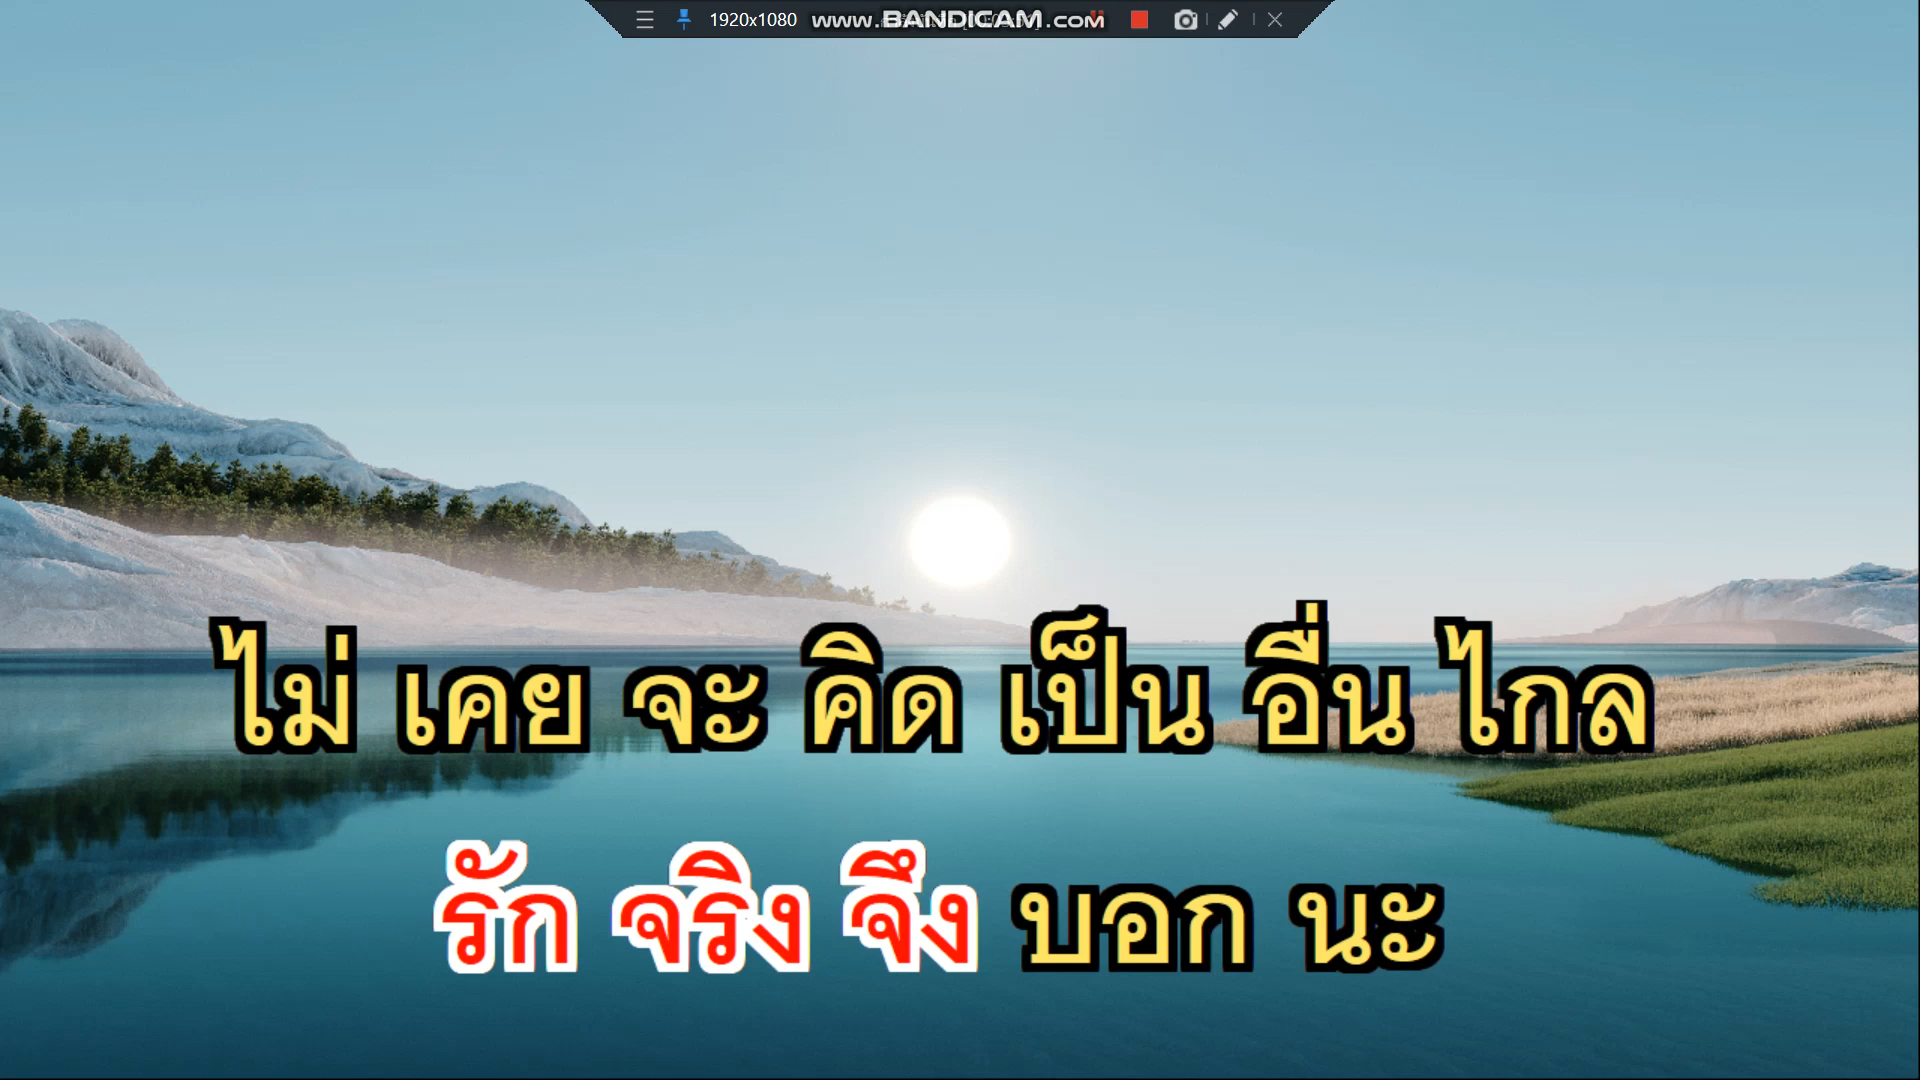 1920x1080 www.BANDICAM.com
ไม่ เคย จะ คิด เป็น อื่น ไกล
รัก จริง จึง บอก นะ